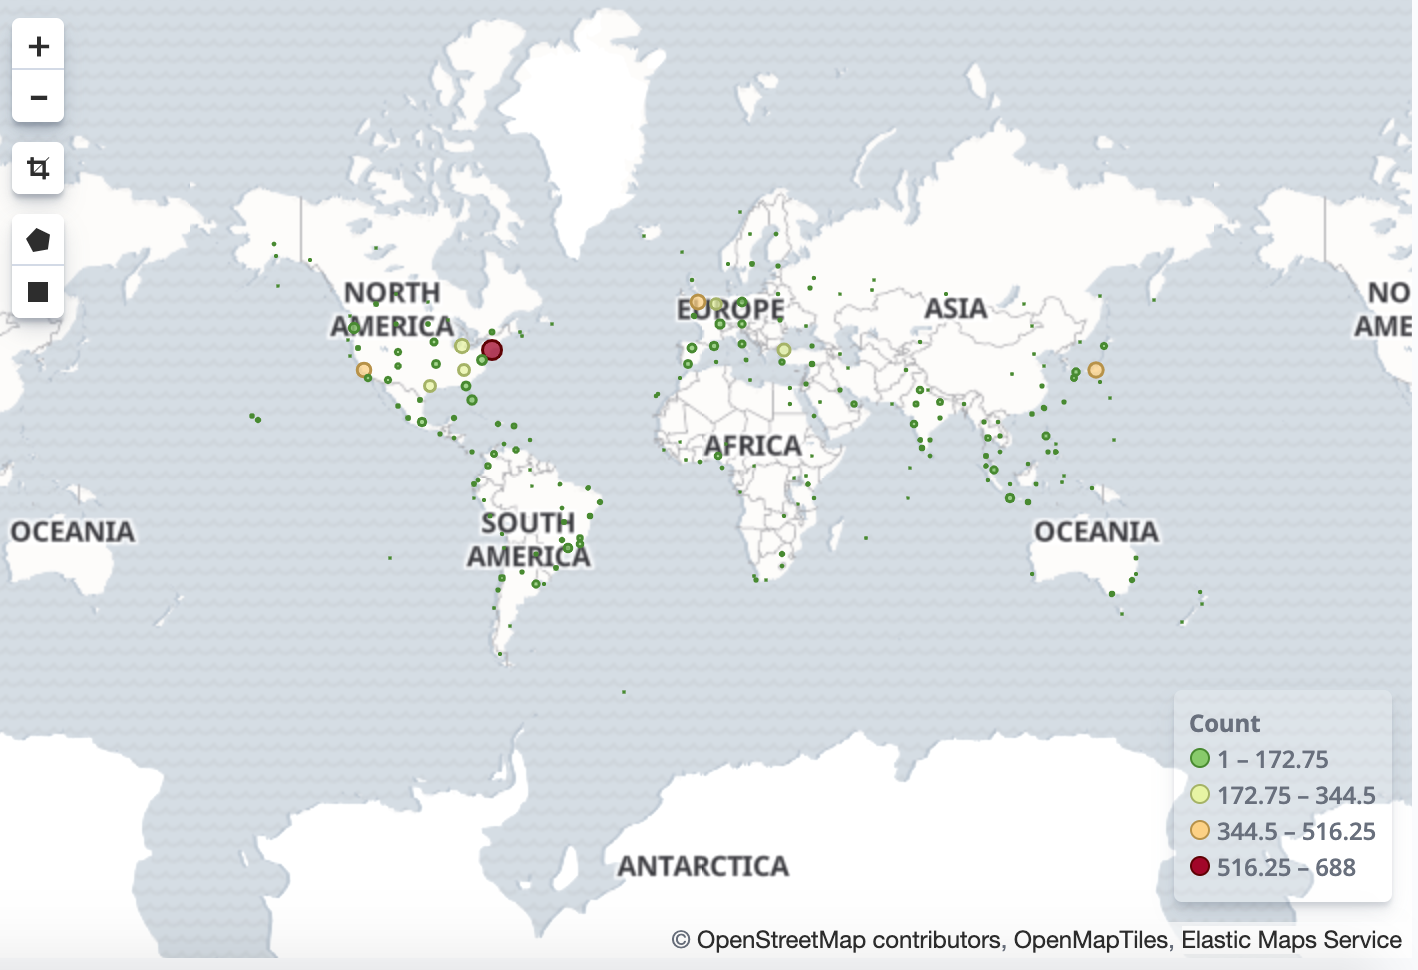 +
−
NORTH
AMERICA
EUROPE
ASIA
NO
AME
AFRICA
OCEANIA
SOUTH
AMERICA
OCEANIA
ANTARCTICA
Count
1 – 172.75
172.75 – 344.5
344.5 – 516.25
516.25 – 688
© OpenStreetMap contributors, OpenMapTiles, Elastic Maps Service